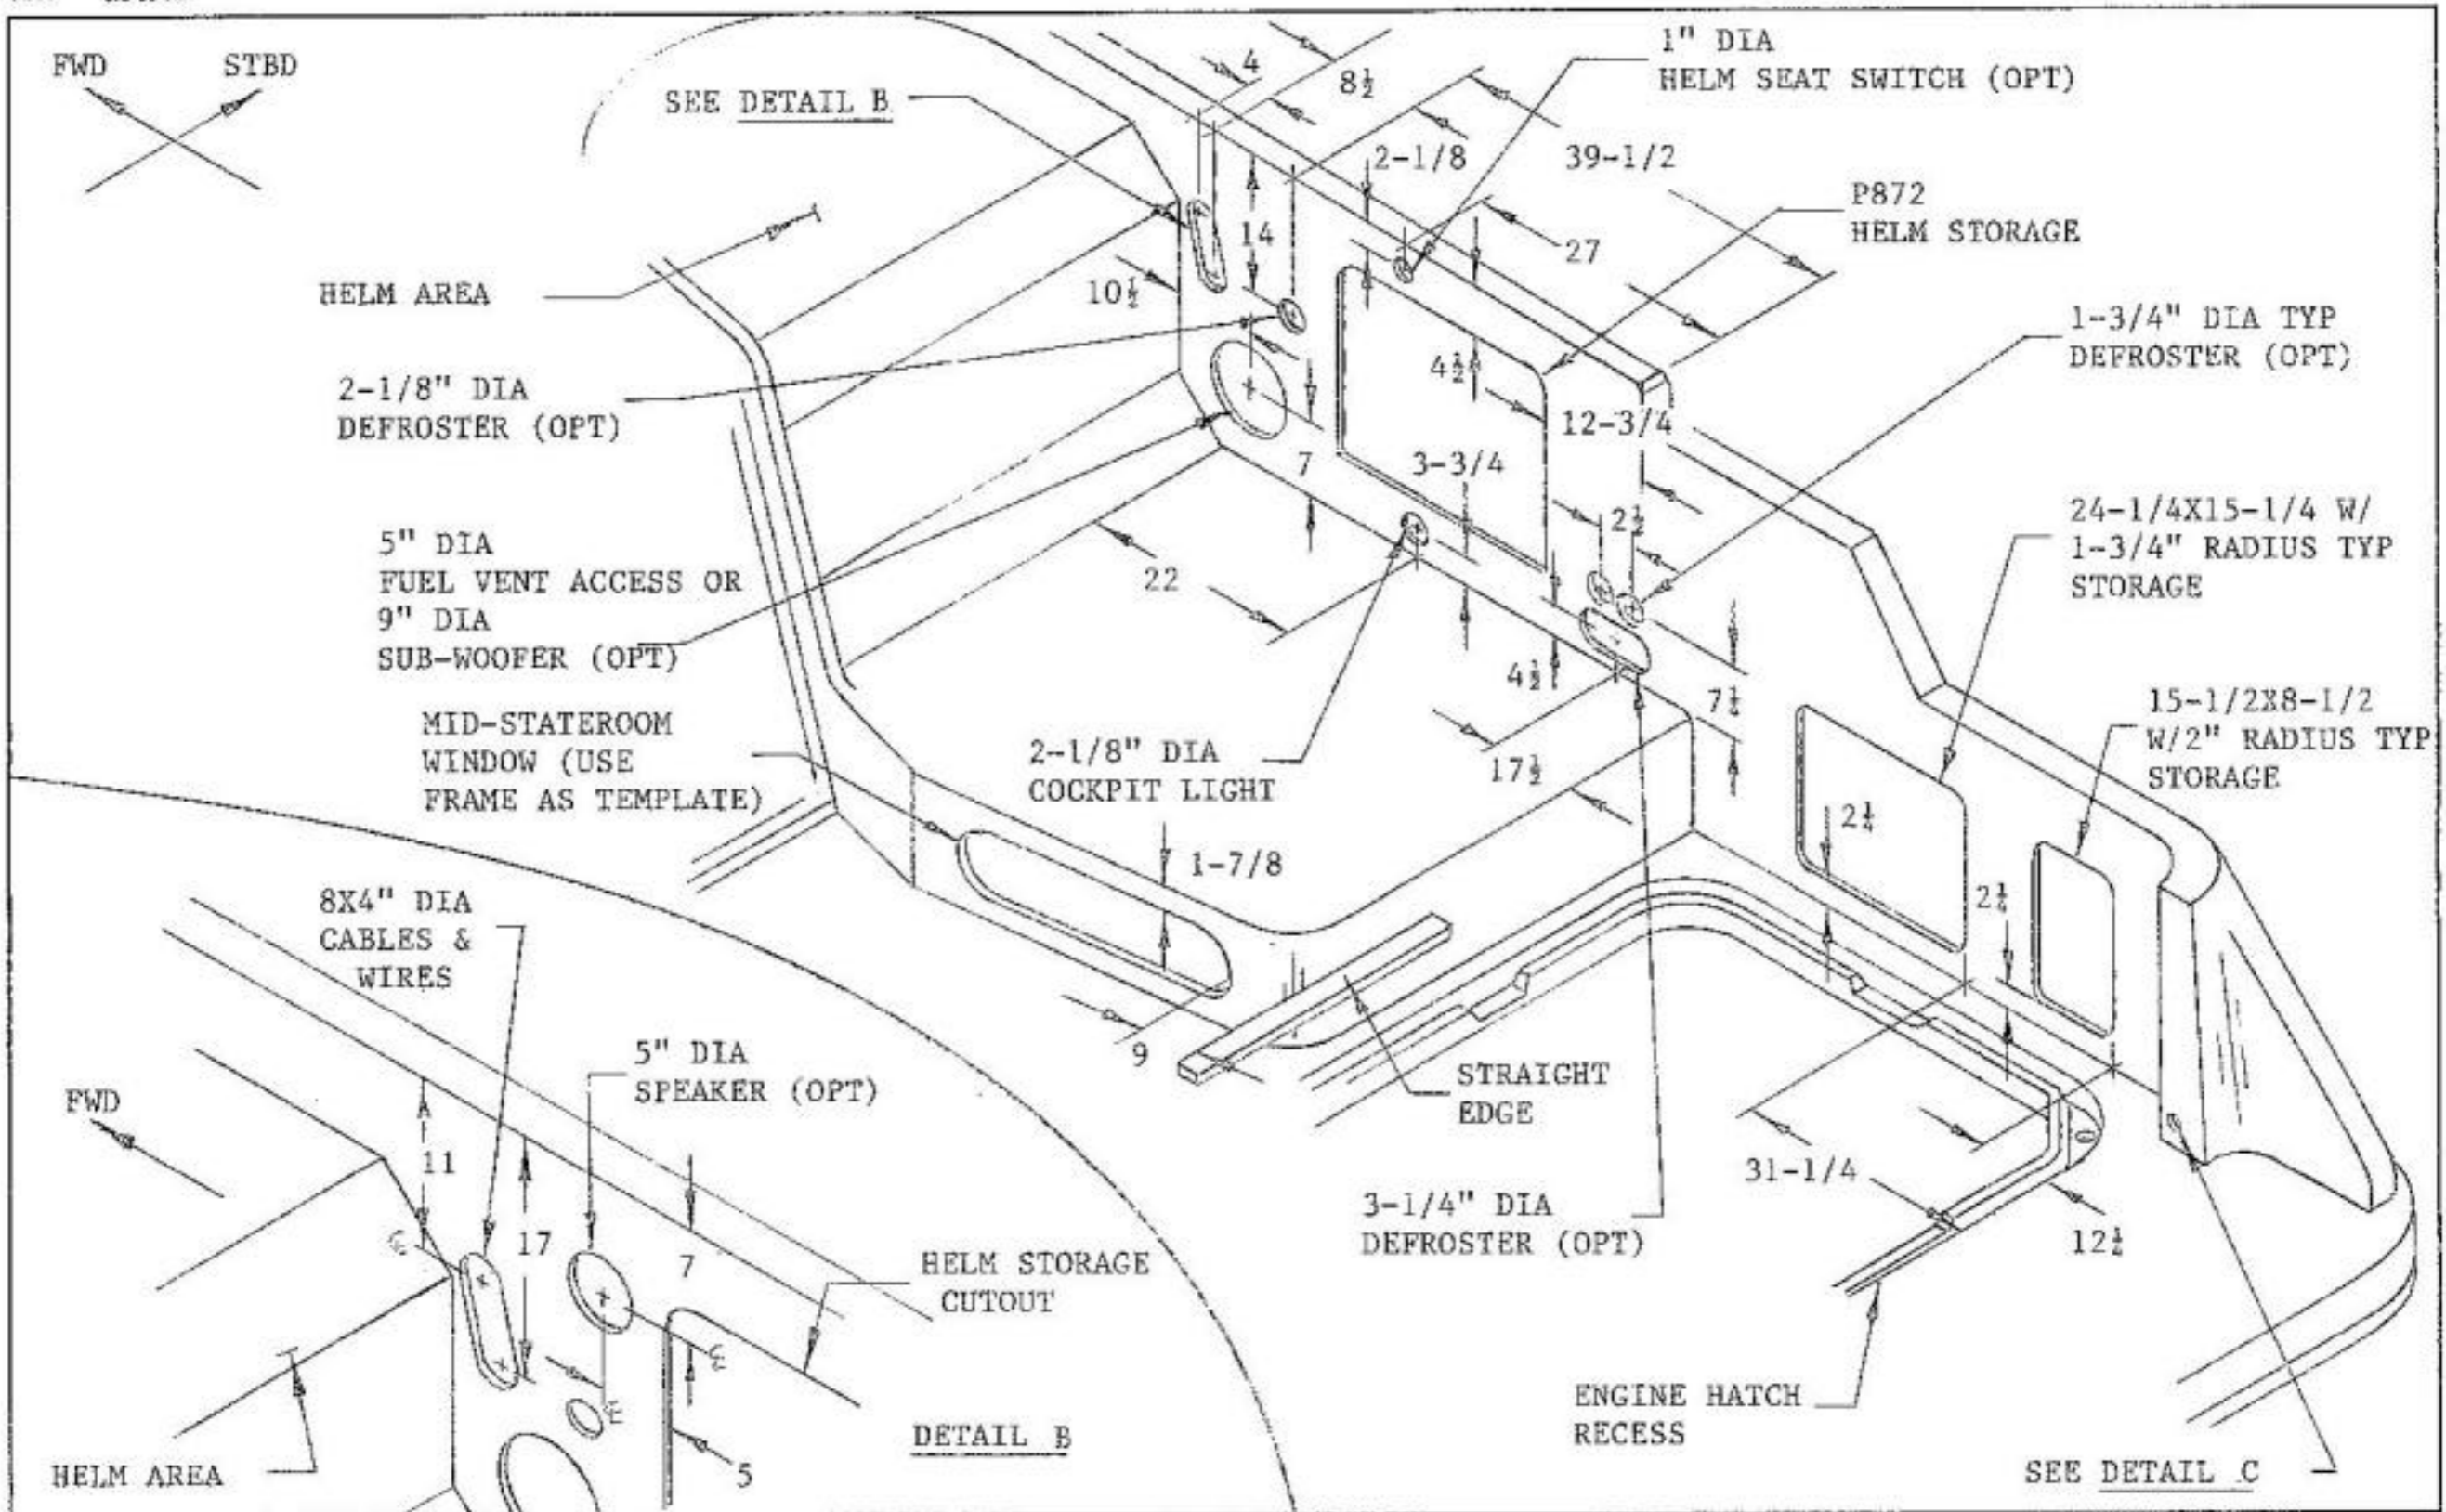 FWD STBD
SEE DETAIL B
4
8½
1" DIA
HELM SEAT SWITCH (OPT)
2-1/8
39-1/2
P872
HELM STORAGE
14
27
HELM AREA
10½
1-3/4" DIA TYP
DEFROSTER (OPT)
2-1/8" DIA
DEFROSTER (OPT)
4½
12-3/4
7
3-3/4
5" DIA
FUEL VENT ACCESS OR
9" DIA
SUB-WOOFER (OPT)
22
2½
24-1/4X15-1/4 W/
1-3/4" RADIUS TYP
STORAGE
4½
7¼
MID-STATEROOM
WINDOW (USE
FRAME AS TEMPLATE)
2-1/8" DIA
COCKPIT LIGHT
17½
15-1/2X8-1/2
W/2" RADIUS TYP
STORAGE
1-7/8
2¼
2¼
8X4" DIA
CABLES &
WIRES
9
5" DIA
SPEAKER (OPT)
STRAIGHT
EDGE
FWD
11
31-1/4
3-1/4" DIA
DEFROSTER (OPT)
12¼
17
7
HELM STORAGE
CUTOUT
ENGINE HATCH
RECESS
HELM AREA
DETAIL B
5
SEE DETAIL C